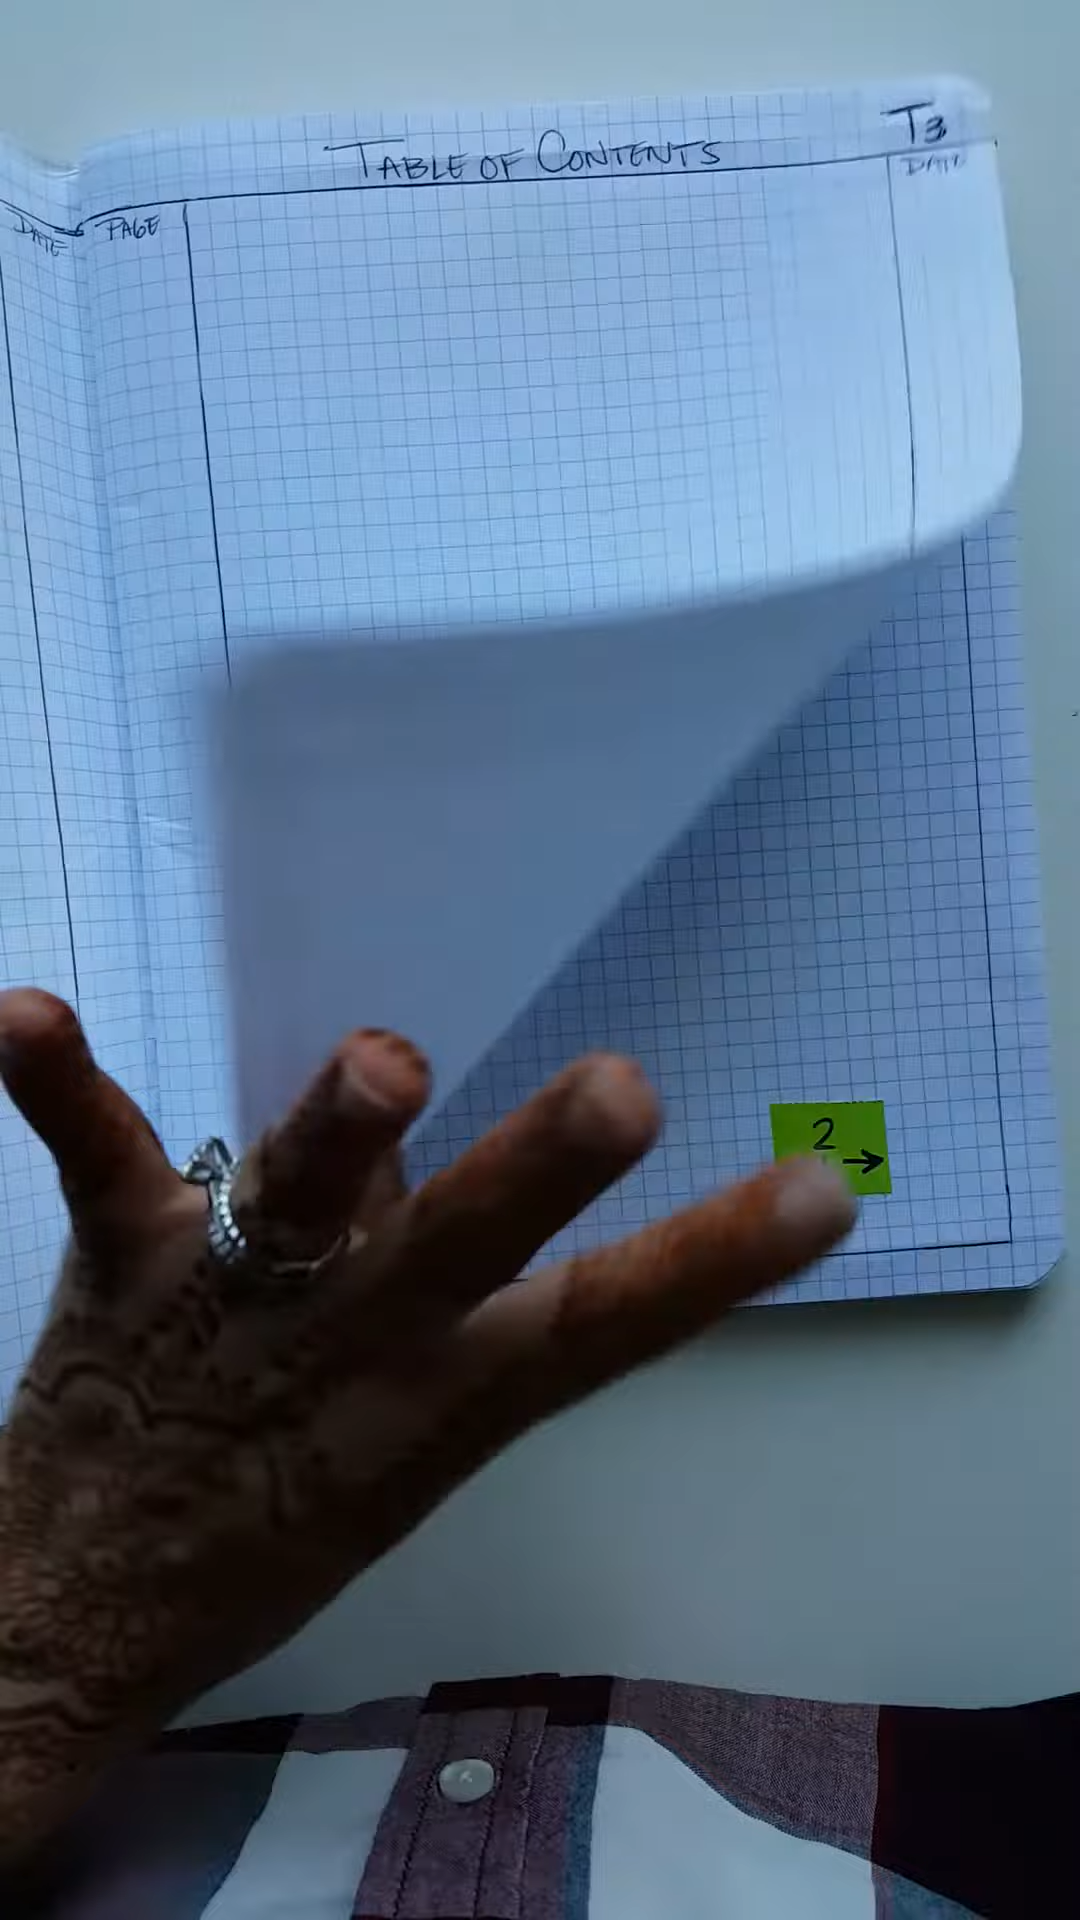 TABLE OF CONTENTS
T3
DATE
PAGE
DATE
2
→